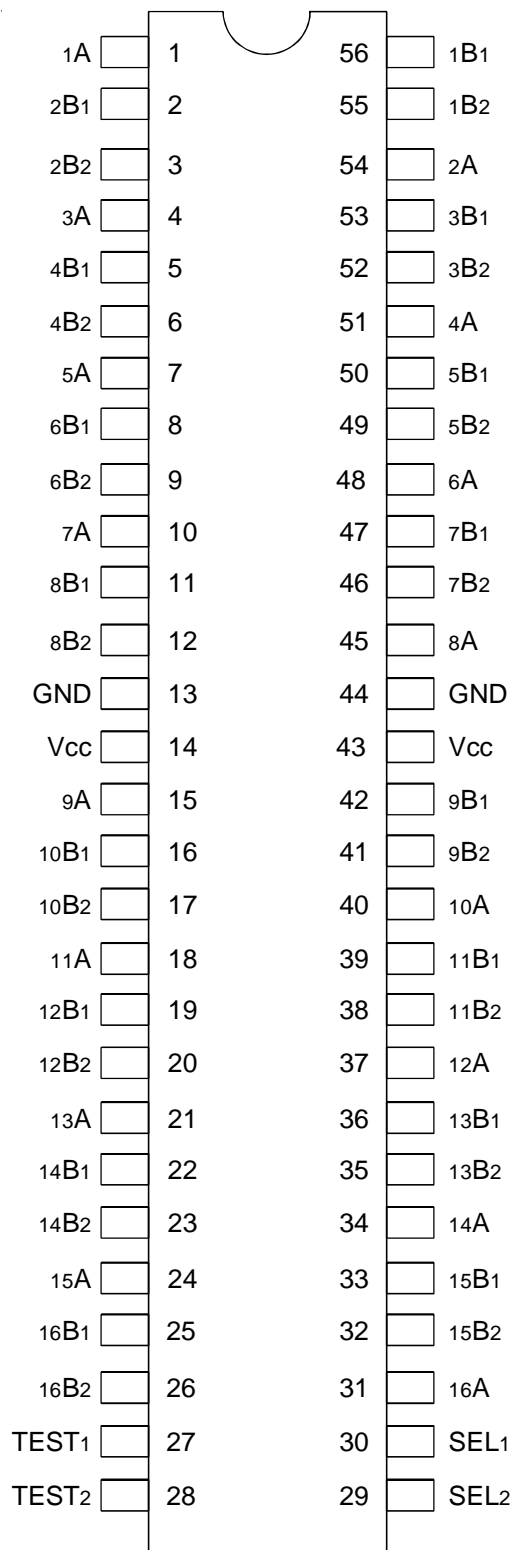 1A 1 56 1B1
2B1 2 55 1B2
2B2 3 54 2A
3A 4 53 3B1
4B1 5 52 3B2
4B2 6 51 4A
5A 7 50 5B1
6B1 8 49 5B2
6B2 9 48 6A
7A 10 47 7B1
8B1 11 46 7B2
8B2 12 45 8A
GND 13 44 GND
Vcc 14 43 Vcc
9A 15 42 9B1
10B1 16 41 9B2
10B2 17 40 10A
11A 18 39 11B1
12B1 19 38 11B2
12B2 20 37 12A
13A 21 36 13B1
14B1 22 35 13B2
14B2 23 34 14A
15A 24 33 15B1
16B1 25 32 15B2
16B2 26 31 16A
TEST1 27 30 SEL1
TEST2 28 29 SEL2